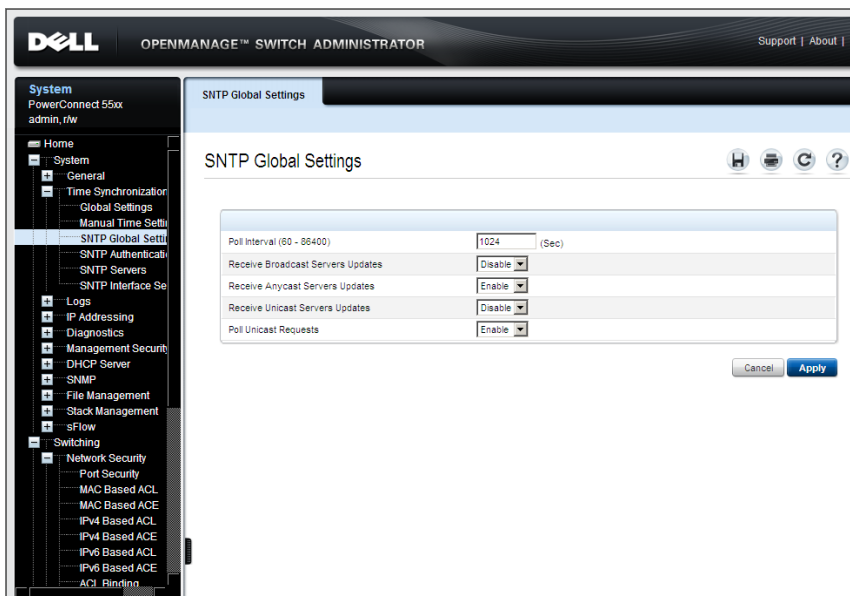 DELL
OPENMANAGE™ SWITCH ADMINISTRATOR
Support | About |
System
PowerConnect 55xx
admin, r/w
SNTP Global Settings
Home
System
General
Time Synchronization
Global Settings
Manual Time Setti
SNTP Global Setti
SNTP Authenticati
SNTP Servers
SNTP Interface Se
Logs
IP Addressing
Diagnostics
Management Securit
DHCP Server
SNMP
File Management
Stack Management
sFlow
Switching
Network Security
Port Security
MAC Based ACL
MAC Based ACE
IPv4 Based ACL
IPv4 Based ACE
IPv6 Based ACL
IPv6 Based ACE
ACL Binding
SNTP Global Settings
?
Poll Interval (60 - 86400) 1024 (Sec)
Receive Broadcast Servers Updates Disable
Receive Anycast Servers Updates Enable
Receive Unicast Servers Updates Disable
Poll Unicast Requests Enable
Cancel Apply